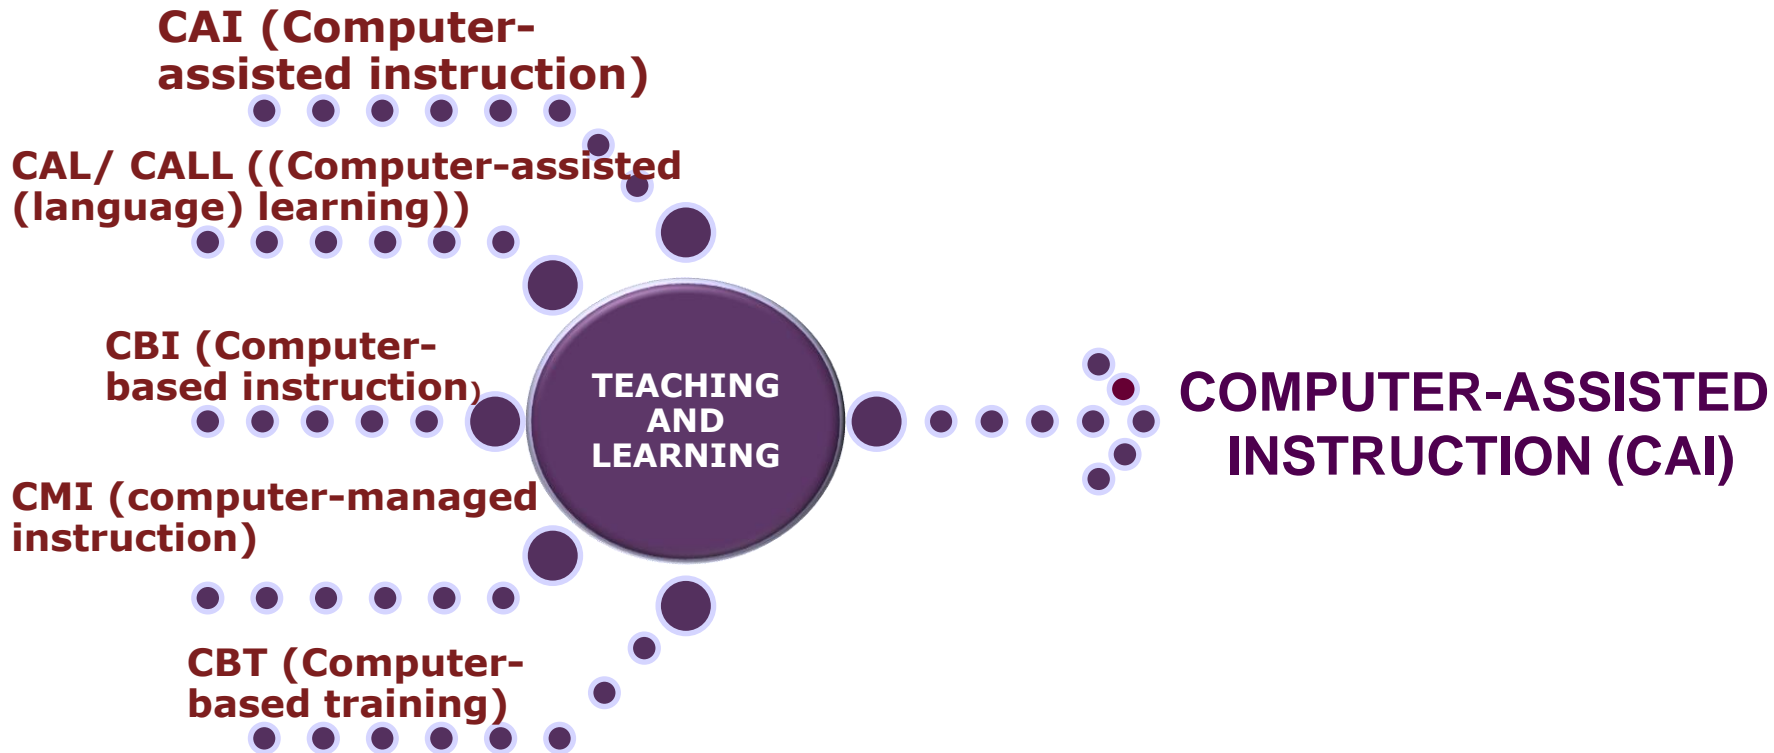 CAI (Computer-
assisted instruction)
CAL/ CALL ((Computer-assisted
(language) learning))
CBI (Computer-
based instruction)
CMI (computer-managed
instruction)
CBT (Computer-
based training)
TEACHING
AND
LEARNING
COMPUTER-ASSISTED
INSTRUCTION (CAI)